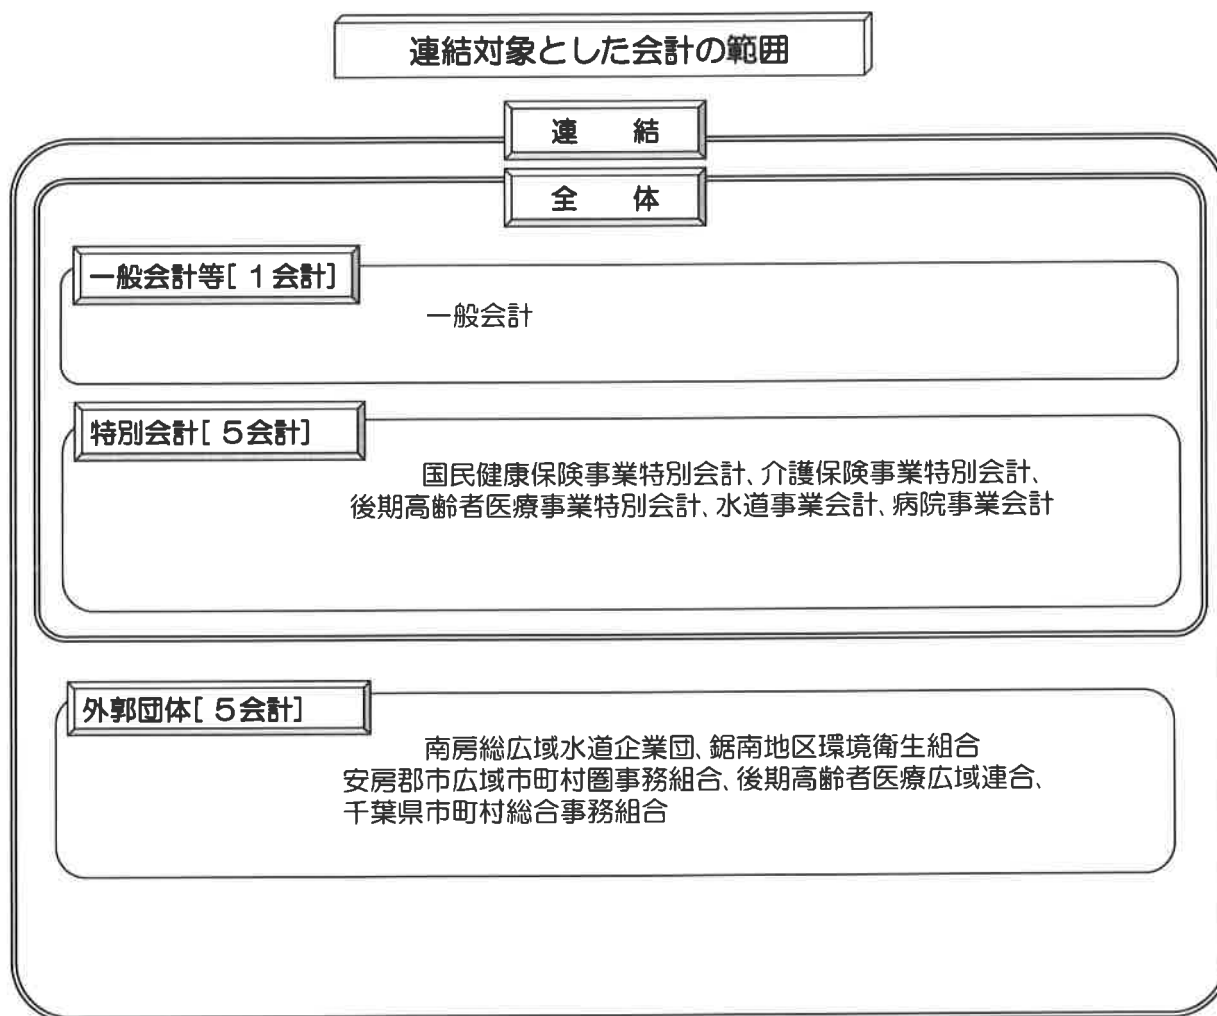 連結対象とした会計の範囲
連　結
全　体
一般会計等[ 1会計]
一般会計
特別会計[ 5会計]
国民健康保険事業特別会計、介護保険事業特別会計、
後期高齢者医療事業特別会計、水道事業会計、病院事業会計
外郭団体[ 5会計]
南房総広域水道企業団、鋸南地区環境衛生組合
安房郡市広域市町村圏事務組合、後期高齢者医療広域連合、
千葉県市町村総合事務組合